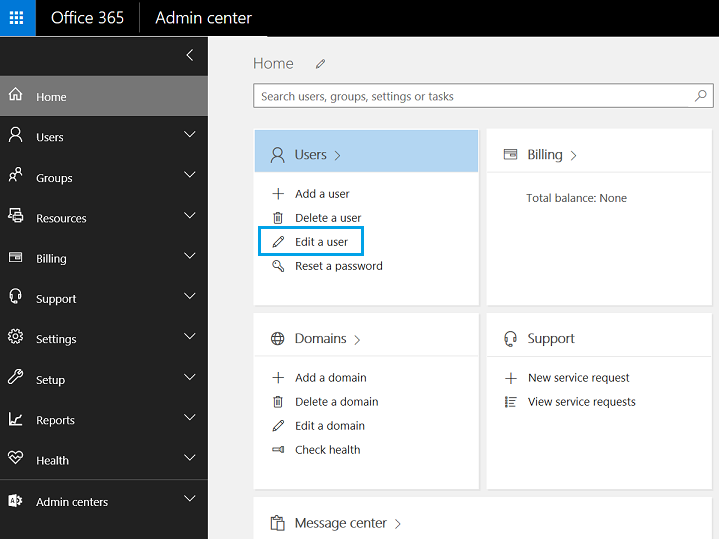 Office 365
Admin center
Home
Users
Groups
Resources
Billing
Support
Settings
Setup
Reports
Health
Admin centers
Home
Search users, groups, settings or tasks
Users
Add a user
Delete a user
Edit a user
Reset a password
Billing
Total balance: None
Domains
Add a domain
Delete a domain
Edit a domain
Check health
Support
New service request
View service requests
Message center